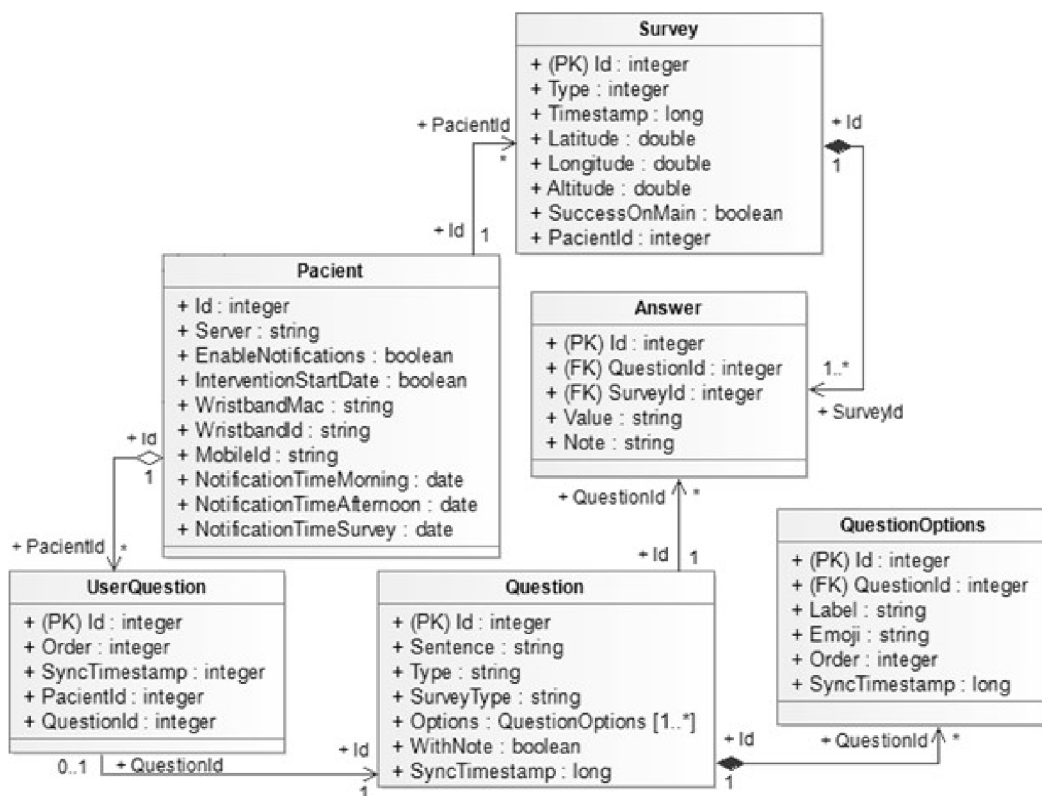 Survey
+ (PK) Id : integer
+ Type : integer
+ Timestamp : long
+ Latitude : double
+ Longitude : double
+ Altitude : double
+ SuccessOnMain : boolean
+ PacientId : integer
+ PacientId
*
+ Id
1
+ Id
1
Pacient
+ Id : integer
+ Server : string
+ EnableNotifications : boolean
+ InterventionStartDate : boolean
+ WristbandMac : string
+ WristbandId : string
+ MobileId : string
+ NotificationTimeMorning : date
+ NotificationTimeAfternoon : date
+ NotificationTimeSurvey : date
Answer
+ (PK) Id : integer
+ (FK) QuestionId : integer
+ (FK) SurveyId : integer
+ Value : string
+ Note : string
1..*
+ SurveyId
+ Id
1
+ PacientId
*
+ QuestionId
*
+ Id
1
UserQuestion
+ (PK) Id : integer
+ Order : integer
+ SyncTimestamp : integer
+ PacientId : integer
+ QuestionId : integer
Question
+ (PK) Id : integer
+ Sentence : string
+ Type : string
+ SurveyType : string
+ Options : QuestionOptions [1..*]
+ WithNote : boolean
+ SyncTimestamp : long
QuestionOptions
+ (PK) Id : integer
+ (FK) QuestionId : integer
+ Label : string
+ Emoji : string
+ Order : integer
+ SyncTimestamp : long
0..1
+ QuestionId
+ Id
1
+ Id
1
+ QuestionId
*